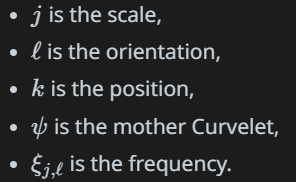 • j is the scale,
• ℓ is the orientation,
• k is the position,
• ψ is the mother Curvelet,
• ξ_{j,ℓ} is the frequency.